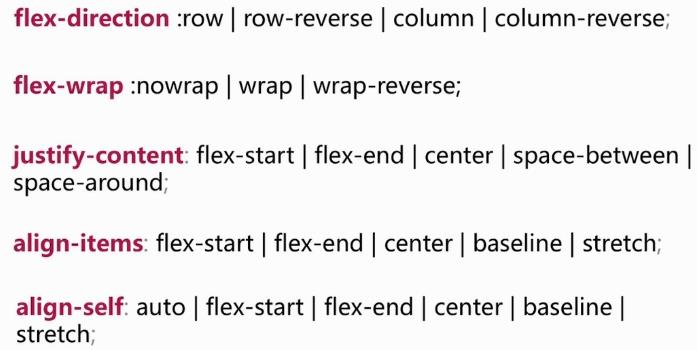 flex-direction :row | row-reverse | column | column-reverse;
flex-wrap :nowrap | wrap | wrap-reverse;
justify-content: flex-start | flex-end | center | space-between |
space-around;
align-items: flex-start | flex-end | center | baseline | stretch;
align-self: auto | flex-start | flex-end | center | baseline |
stretch;